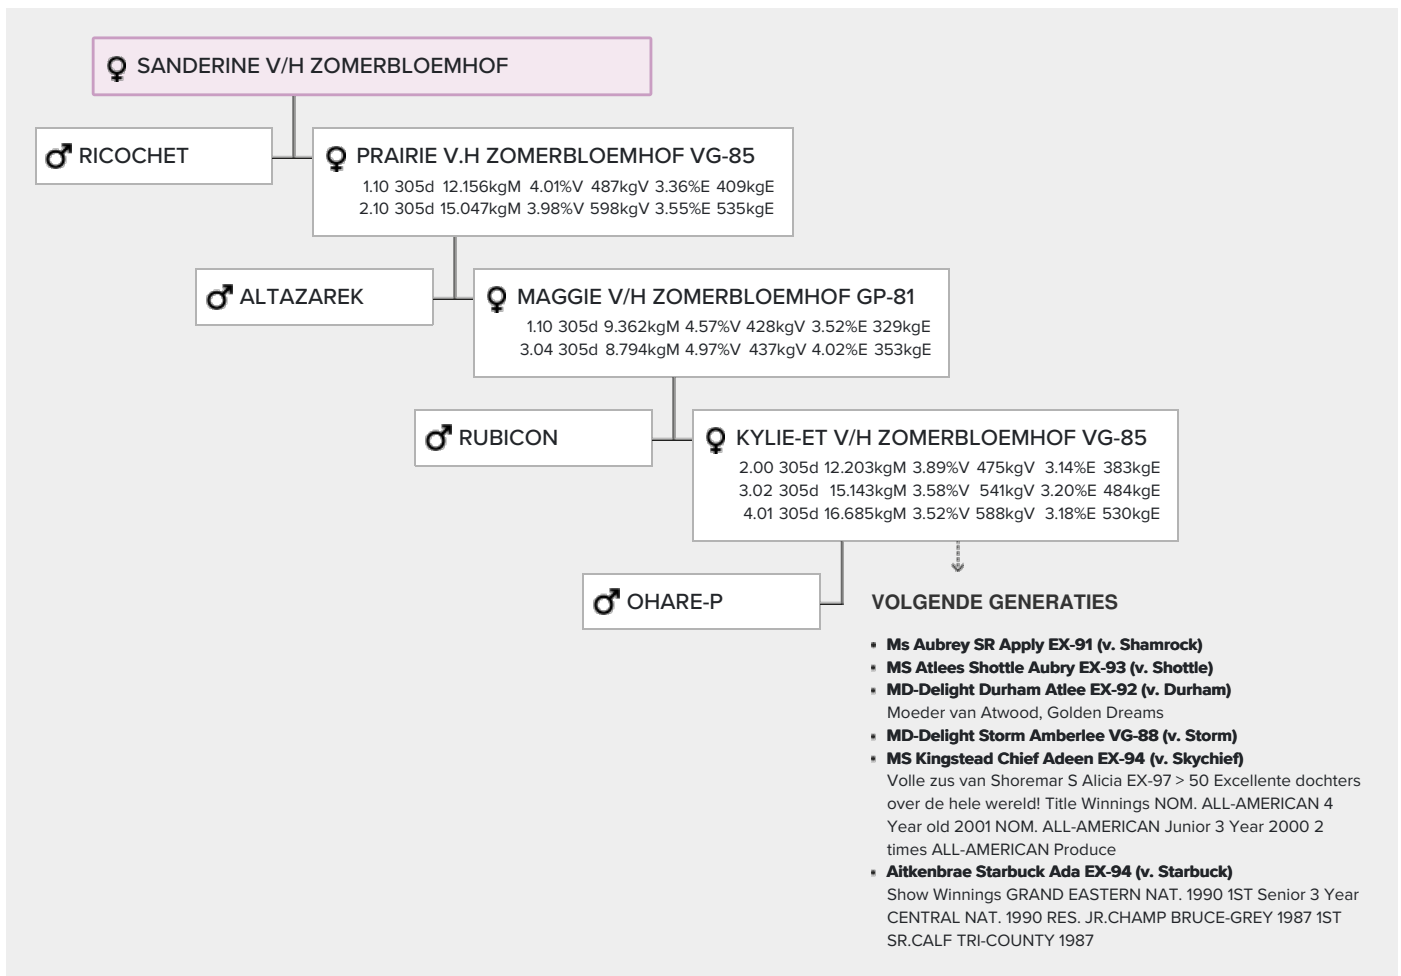 SANDERINE V/H ZOMERBLOEMHOF
RICOCHET
PRAIRIE V.H ZOMERBLOEMHOF VG-85
1.10 305d 12.156kgM 4.01%V 487kgV 3.36%E 409kgE
2.10 305d 15.047kgM 3.98%V 598kgV 3.55%E 535kgE
ALTAZAREK
MAGGIE V/H ZOMERBLOEMHOF GP-81
1.10 305d 9.362kgM 4.57%V 428kgV 3.52%E 329kgE
3.04 305d 8.794kgM 4.97%V 437kgV 4.02%E 353kgE
RUBICON
KYLIE-ET V/H ZOMERBLOEMHOF VG-85
2.00 305d 12.203kgM 3.89%V 475kgV 3.14%E 383kgE
3.02 305d 15.143kgM 3.58%V 541kgV 3.20%E 484kgE
4.01 305d 16.685kgM 3.52%V 588kgV 3.18%E 530kgE
OHARE-P
VOLGENDE GENERATIES
▪ Ms Aubrey SR Apply EX-91 (v. Shamrock)
▪ MS Atlees Shottle Aubry EX-93 (v. Shottle)
▪ MD-Delight Durham Atlee EX-92 (v. Durham)
Moeder van Atwood, Golden Dreams
▪ MD-Delight Storm Amberlee VG-88 (v. Storm)
▪ MS Kingstead Chief Adeen EX-94 (v. Skychief)
Volle zus van Shoremar S Alicia EX-97 > 50 Excellente dochters
over de hele wereld! Title Winnings NOM. ALL-AMERICAN 4
Year old 2001 NOM. ALL-AMERICAN Junior 3 Year 2000 2
times ALL-AMERICAN Produce
▪ Aitkenbrae Starbuck Ada EX-94 (v. Starbuck)
Show Winnings GRAND EASTERN NAT. 1990 1ST Senior 3 Year
CENTRAL NAT. 1990 RES. JR.CHAMP BRUCE-GREY 1987 1ST
SR.CALF TRI-COUNTY 1987